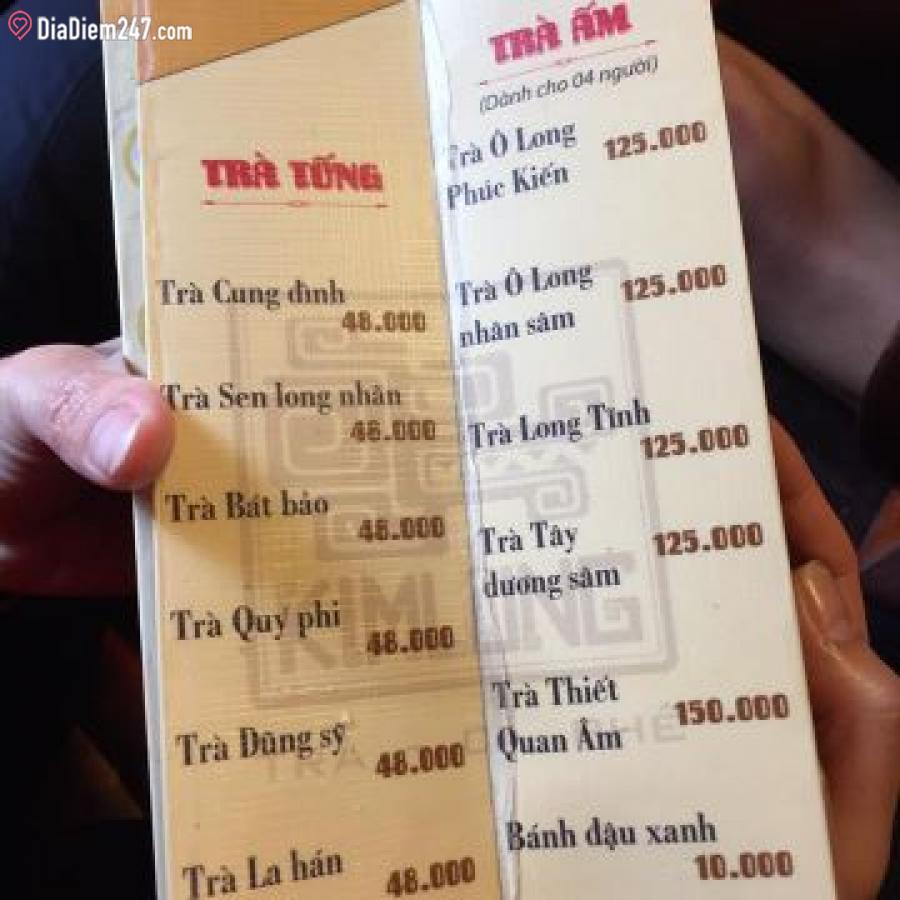 DiaDiem247.com
TRÀ TỐNG
Trà Cung đình
48.000
Trà Sen long nhãn
48.000
Trà Bát bảo
48.000
Trà Quý phi
48.000
Trà Dũng sỹ
48.000
Trà La hán
48.000
TRÀ ẤM
(Dành cho 04 người)
Trà Ô Long 125.000
Phúc Kiến
Trà Ô Long 125.000
nhân sâm
Trà Long Tĩnh
125.000
Trà Tây 125.000
dương sâm
Trà Thiết 150.000
Quan Âm
Bánh đậu xanh
10.000